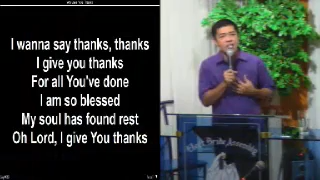 I wanna say thanks, thanks
I give you thanks
For all You've done
I am so blessed
My soul has found rest
Oh Lord, I give You thanks